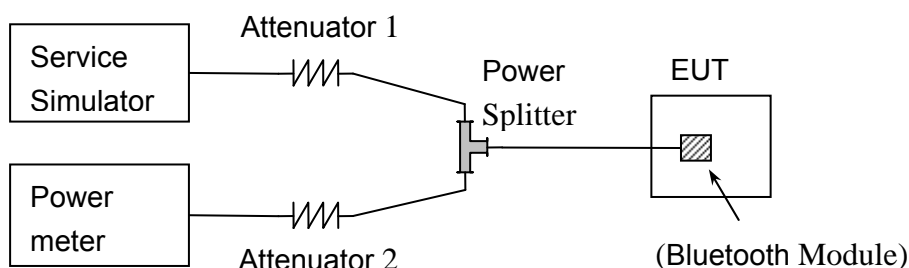 Attenuator 1
Service
Simulator
Power
Splitter
EUT
Power
meter
Attenuator 2
(Bluetooth Module)